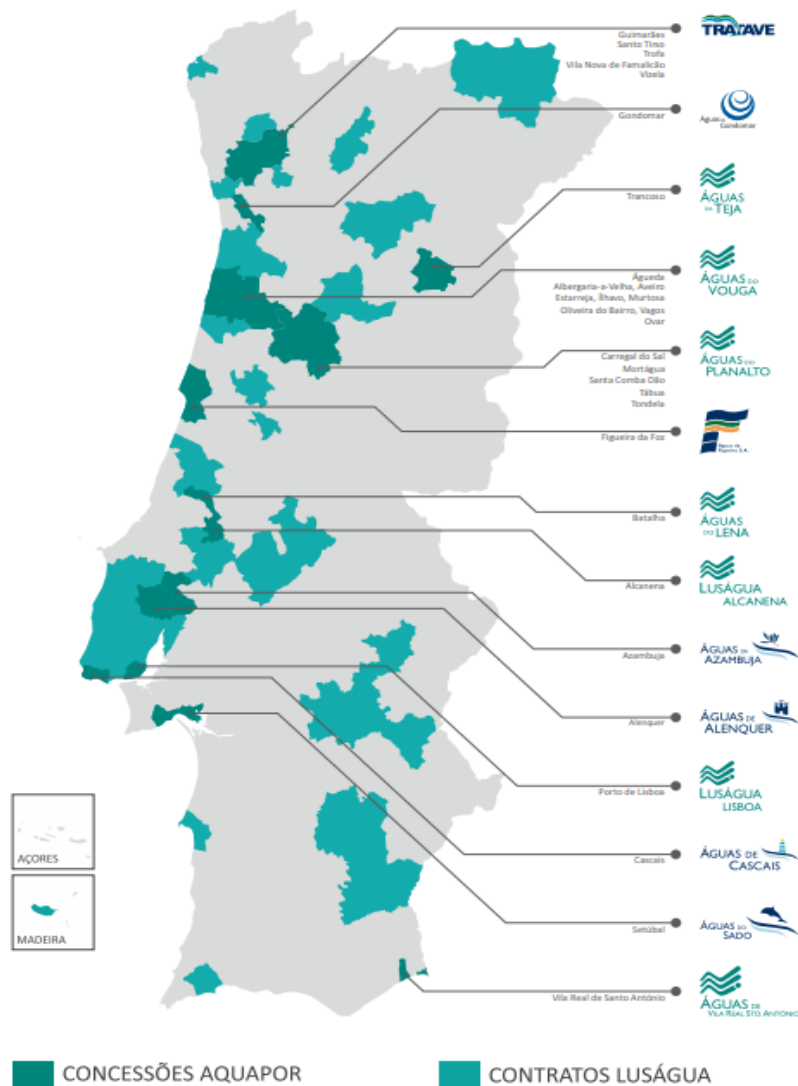 TRATAVE
Guimarães
Santo Tirso
Trofa
Vila Nova de Famalicão
Vizela
Gondomar
Águas de
Gondomar
Trancoso
ÁGUAS
DA TEJA
Águeda
Albergaria-a-Velha, Aveiro
Estarreja, Ílhavo, Murtosa
Oliveira do Bairro, Vagos
Ovar
ÁGUAS DO
VOUGA
Carregal do Sal
Mortágua
Santa Comba Dão
Tábua
Tondela
ÁGUAS DO
PLANALTO
Figueira da Foz
Águas da
Figueira S.A.
Batalha
ÁGUAS
DO LENA
Alcanena
LUSÁGUA
ALCANENA
Azambuja
ÁGUAS DA
AZAMBUJA
Alenquer
ÁGUAS DE
ALENQUER
Porto de Lisboa
LUSÁGUA
LISBOA
Cascais
ÁGUAS DE
CASCAIS
Setúbal
ÁGUAS DO
SADO
Vila Real de Santo António
ÁGUAS DE
VILA REAL STO. ANTÓNIO
AÇORES
MADEIRA
CONCESSÕES AQUAPOR
CONTRATOS LUSÁGUA